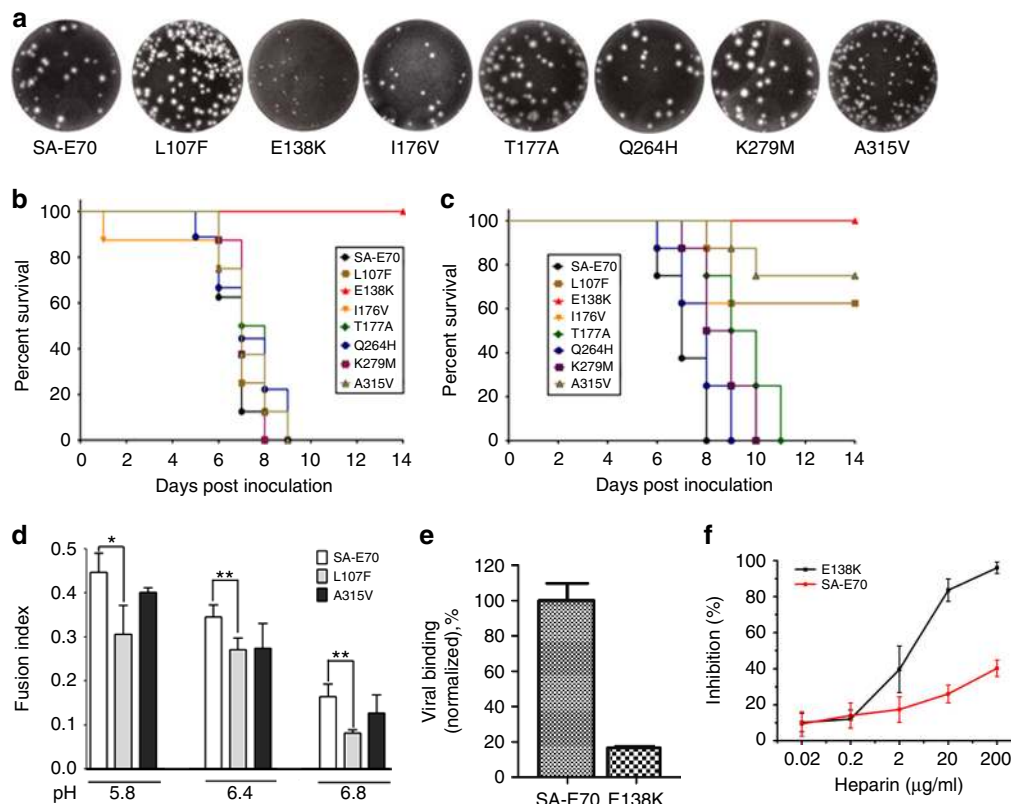 a
SA-E70 L107F E138K I176V T177A Q264H K279M A315V
b
Percent survival
100
80
60
40
20
0
0 2 4 6 8 10 12 14
Days post inoculation
SA-E70
L107F
E138K
I176V
T177A
Q264H
K279M
A315V
c
Percent survival
100
80
60
40
20
0
0 2 4 6 8 10 12 14
Days post inoculation
SA-E70
L107F
E138K
I176V
T177A
Q264H
K279M
A315V
d
Fusion index
0.5
0.4
0.3
0.2
0.1
0.0
* ** **
SA-E70
L107F
A315V
pH 5.8 6.4 6.8
e
Viral binding
(normalized),%
120
100
80
60
40
20
0
SA-E70 E138K
f
Inhibition (%)
100
80
60
40
20
0
E138K
SA-E70
0.02 0.2 2 20 200
Heparin (μg/ml)